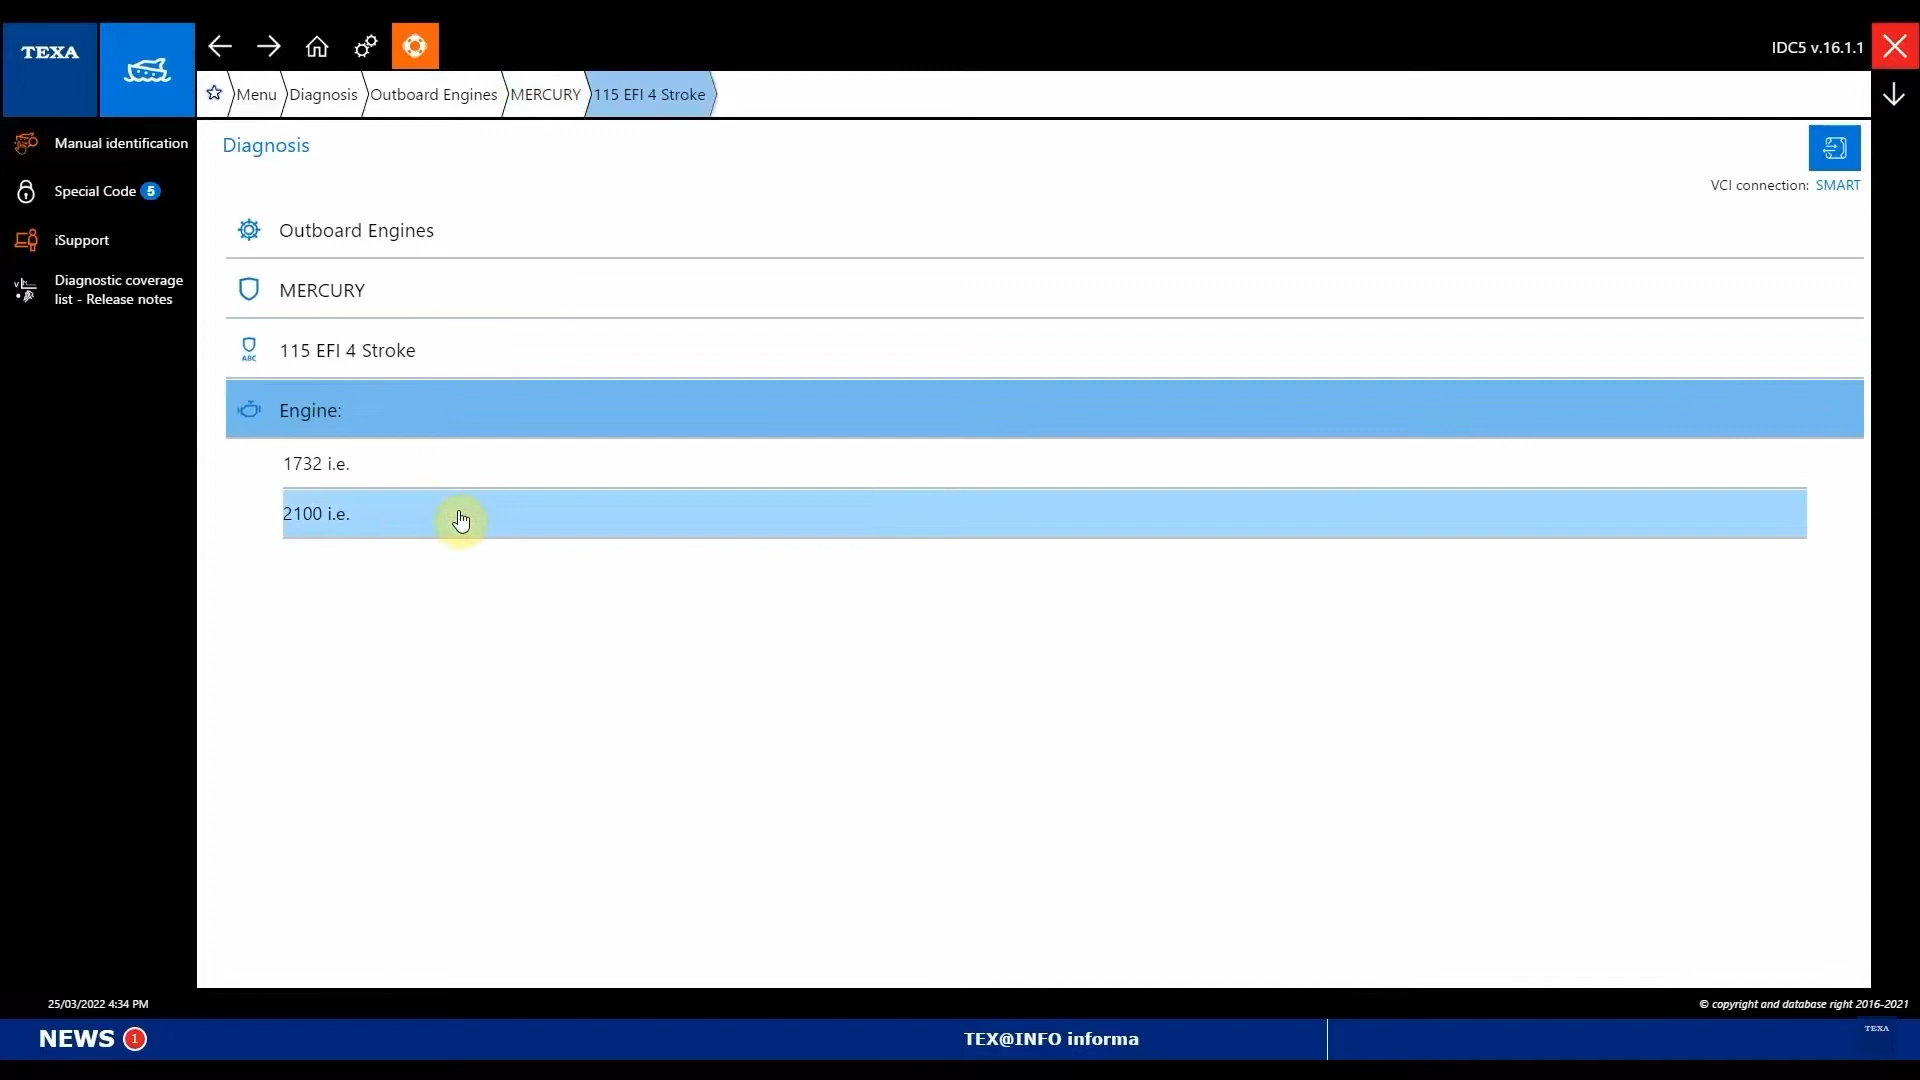 TEXA
IDC5 v.16.1.1
Menu
Diagnosis
Outboard Engines
MERCURY
115 EFI 4 Stroke
Manual identification
Special Code 5
iSupport
Diagnostic coverage
list - Release notes
Diagnosis
VCI connection: SMART
Outboard Engines
MERCURY
ABC
115 EFI 4 Stroke
Engine:
1732 i.e.
2100 i.e.
25/03/2022 4:34 PM
© copyright and database right 2016-2021
NEWS 1
TEX@INFO informa
TEXA